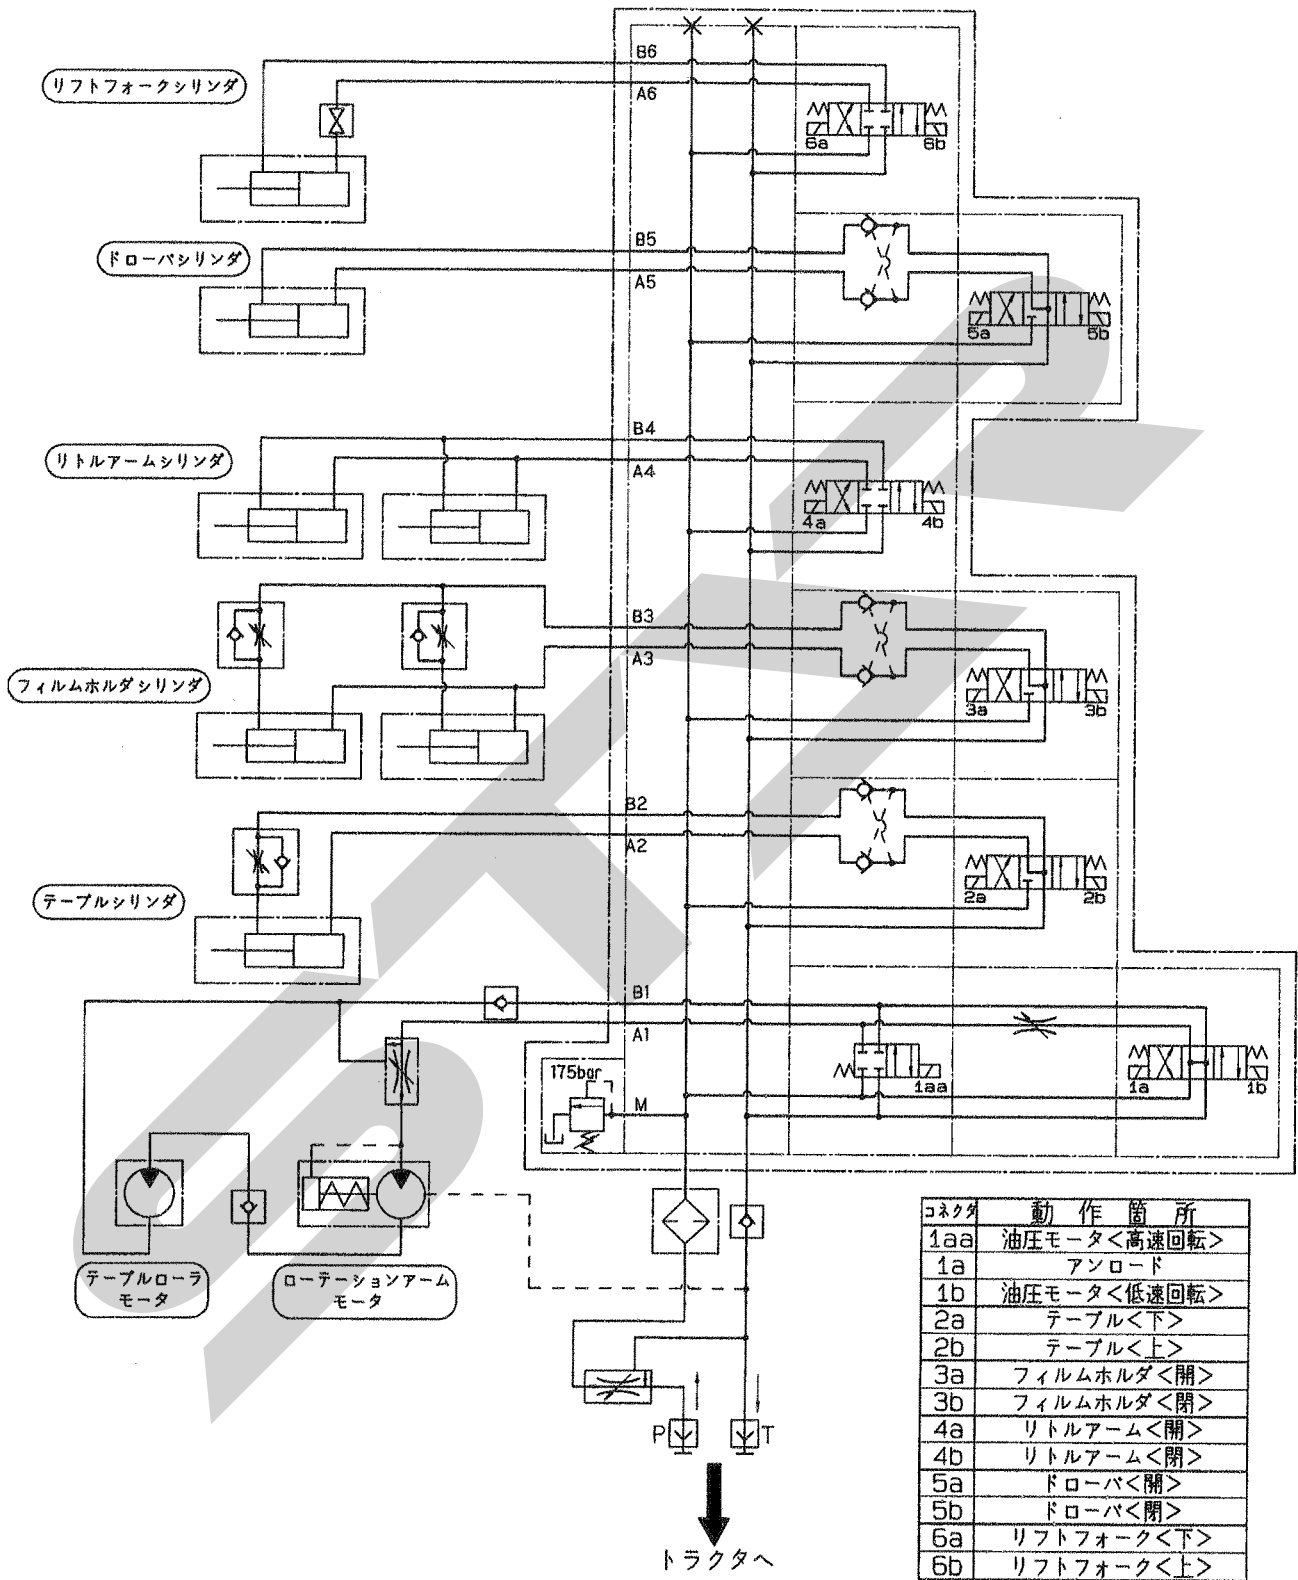 B6
リフトフォークシリンダ
A6
6a
6b
B5
ドローバシリンダ
A5
5a
5b
B4
リトルアームシリンダ
A4
4a
4b
B3
A3
フィルムホルダシリンダ
3a
3b
B2
A2
2a
2b
テーブルシリンダ
B1
A1
175bar
1aa
1a
1b
M
テーブルローラ
モータ
ローテーションアーム
モータ
コネクタ 動作箇所
1aa 油圧モータ<高速回転>
1a アンロード
1b 油圧モータ<低速回転>
2a テーブル<下>
2b テーブル<上>
3a フィルムホルダ<開>
3b フィルムホルダ<閉>
4a リトルアーム<開>
4b リトルアーム<閉>
5a ドローバ<開>
5b ドローバ<閉>
6a リフトフォーク<下>
6b リフトフォーク<上>
P
T
トラクタへ
STAR